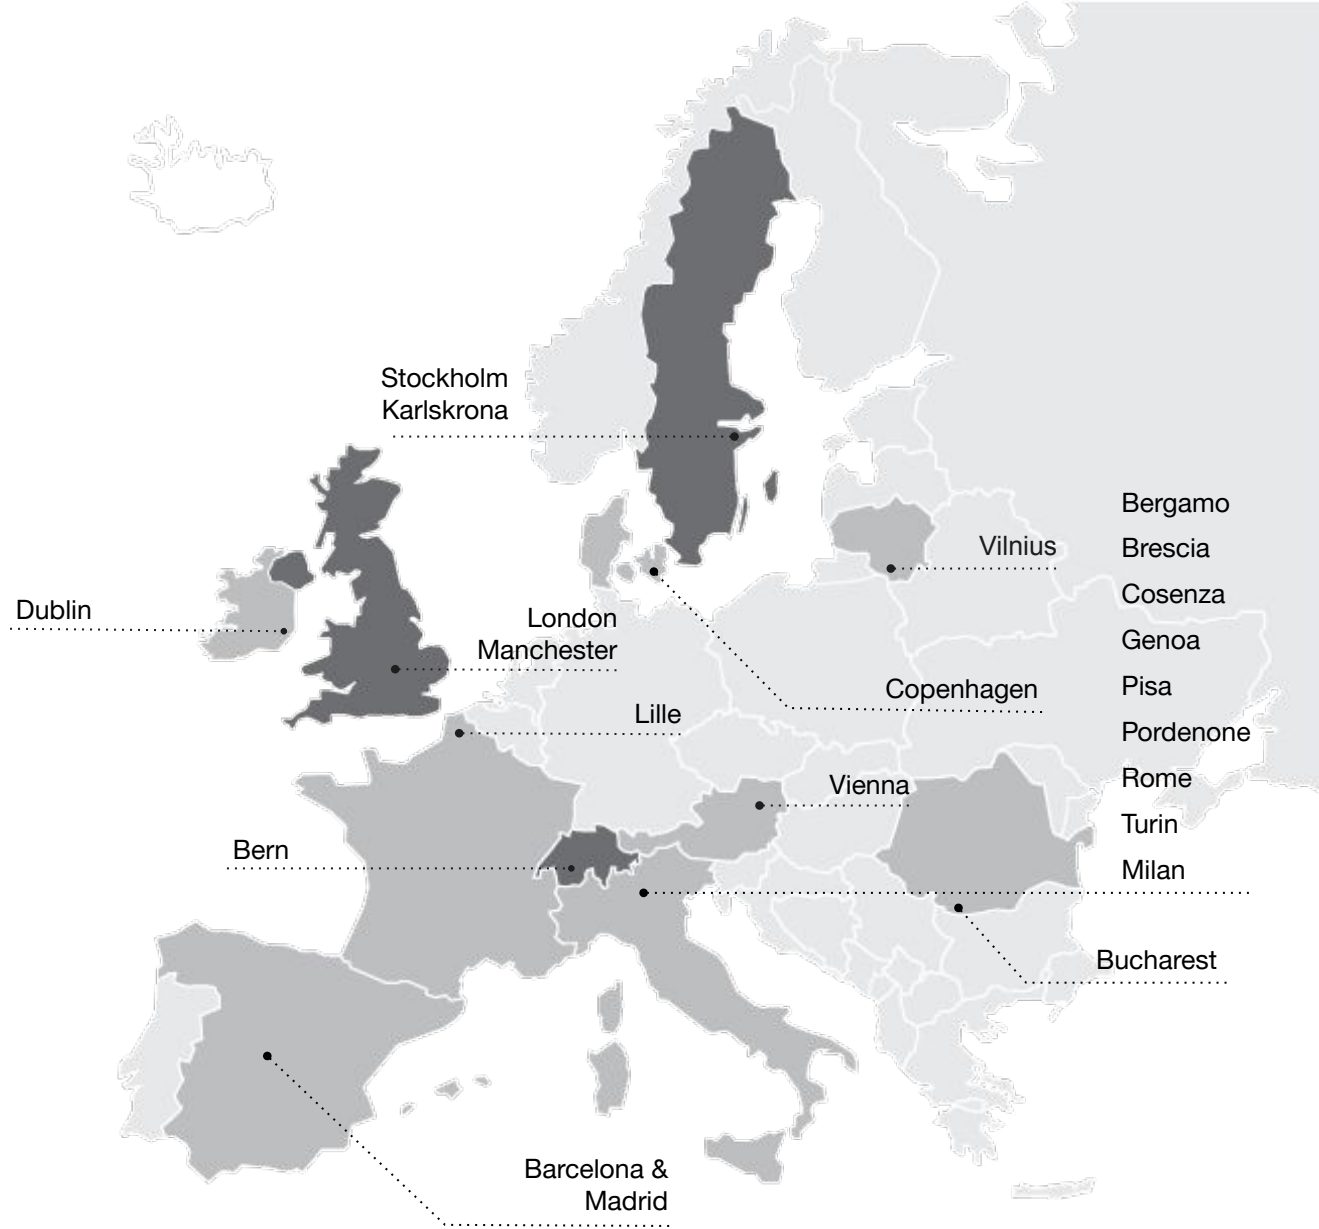 Stockholm
Karlskrona
Bergamo
Brescia
Vilnius
Cosenza
Dublin
London
Manchester
Genoa
Pisa
Copenhagen
Lille
Pordenone
Rome
Vienna
Turin
Bern
Milan
Bucharest
Barcelona &
Madrid